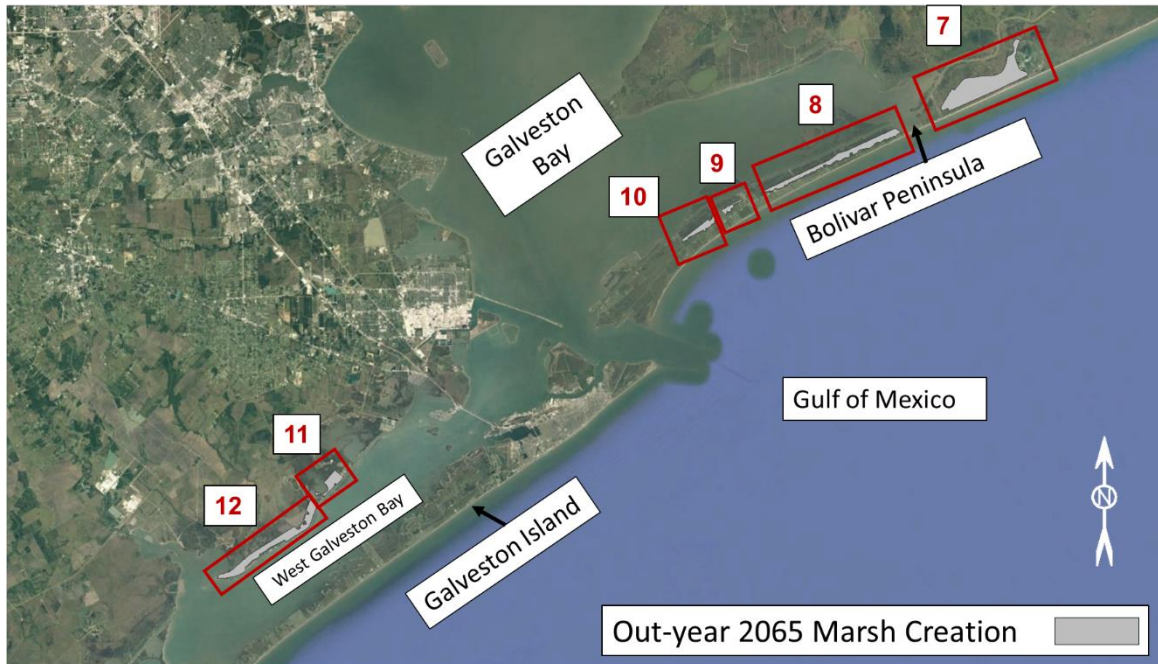 7
8
Galveston
Bay
9
10
Bolivar Peninsula
Gulf of Mexico
11
12
West Galveston Bay
Galveston Island
N
Out-year 2065 Marsh Creation